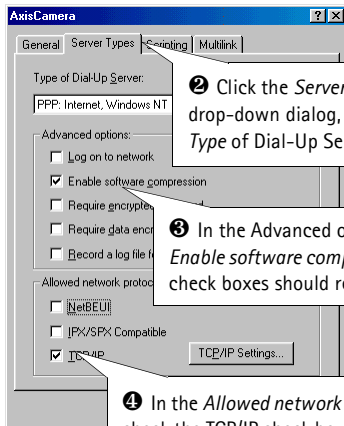 AxisCamera
General Server Types Scripting Multilink
Type of Dial-Up Server:
PPP: Internet, Windows NT
❷ Click the Server
drop-down dialog,
Type of Dial-Up Se
Advanced options:
Log on to network
Enable software compression
Require encrypted
Require data encr
Record a log file f
❸ In the Advanced o
Enable software comp
check boxes should re
Allowed network protoc
NetBEUI
IPX/SPX Compatible
TCP/IP
TCP/IP Settings...
❹ In the Allowed network
check the TCP/IP check bo